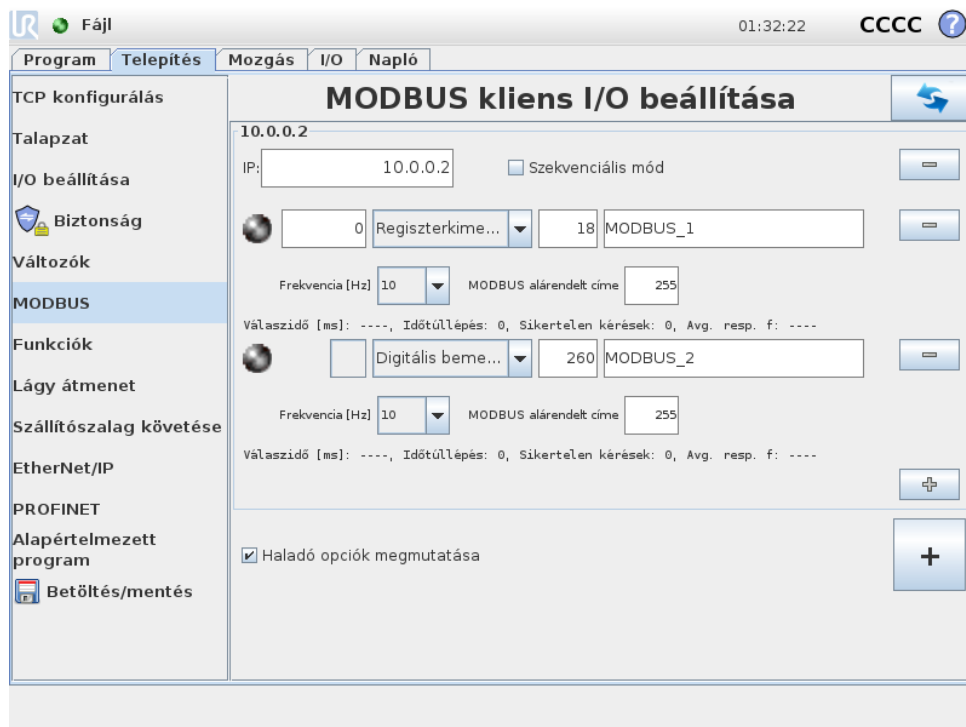 UR Fájl 01:32:22 CCCC ?
Program Telepítés Mozgás I/O Napló
TCP konfigurálás
Talapzat
I/O beállítása
Biztonság
Változók
MODBUS
Funkciók
Lágy átmenet
Szállítószalag követése
EtherNet/IP
PROFINET
Alapértelmezett
program
Betöltés/mentés
MODBUS kliens I/O beállítása
10.0.0.2
IP: 10.0.0.2 Szekvenciális mód
0 Regiszterkime... 18 MODBUS_1
Frekvencia [Hz] 10 MODBUS alárendelt címe 255
Válaszidő [ms]: ----, Időtúllépés: 0, Sikertelen kérések: 0, Avg. resp. f: ----
Digitális beme... 260 MODBUS_2
Frekvencia [Hz] 10 MODBUS alárendelt címe 255
Válaszidő [ms]: ----, Időtúllépés: 0, Sikertelen kérések: 0, Avg. resp. f: ----
Haladó opciók megmutatása